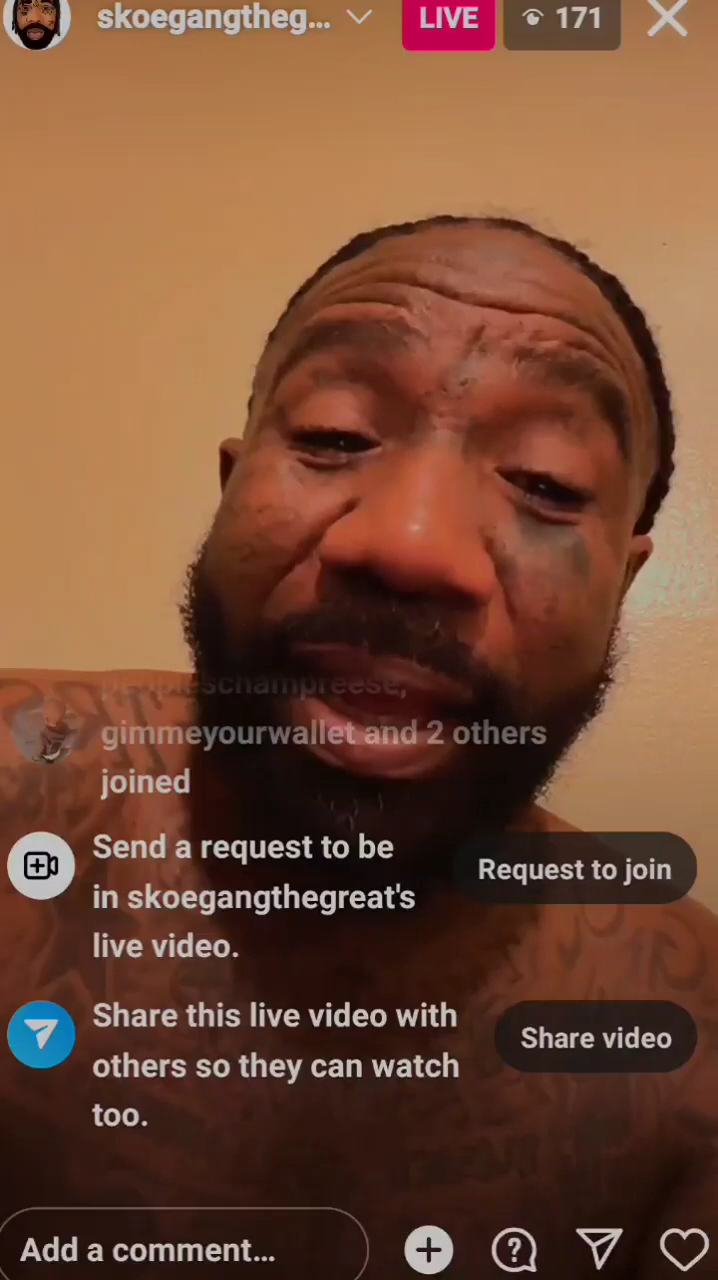 skoegangtheg...
LIVE
171
peopleschampreese,
gimmeyourwallet and 2 others
joined
Send a request to be
in skoegangthegreat's
live video.
Request to join
Share this live video with
others so they can watch
too.
Share video
Add a comment...